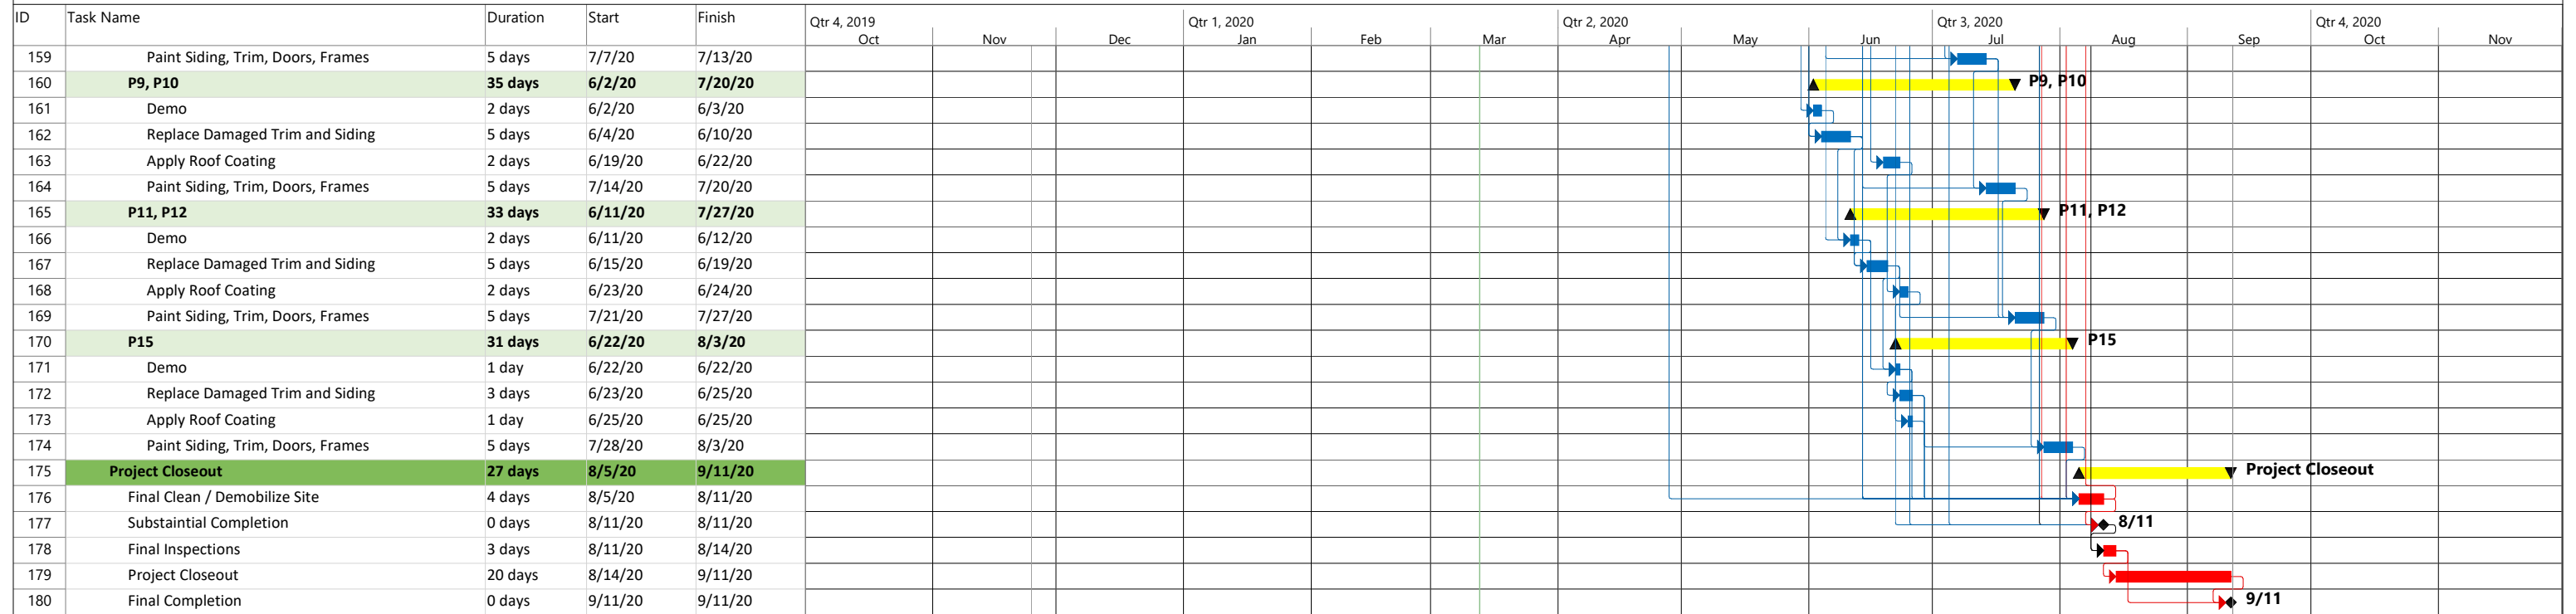 ID Task Name Duration Start Finish Qtr 4, 2019 Qtr 1, 2020 Qtr 2, 2020 Qtr 3, 2020 Qtr 4, 2020
Oct Nov Dec Jan Feb Mar Apr May Jun Jul Aug Sep Oct Nov
159 Paint Siding, Trim, Doors, Frames 5 days 7/7/20 7/13/20
160 P9, P10 35 days 6/2/20 7/20/20 P9, P10
161 Demo 2 days 6/2/20 6/3/20
162 Replace Damaged Trim and Siding 5 days 6/4/20 6/10/20
163 Apply Roof Coating 2 days 6/19/20 6/22/20
164 Paint Siding, Trim, Doors, Frames 5 days 7/14/20 7/20/20
165 P11, P12 33 days 6/11/20 7/27/20 P11, P12
166 Demo 2 days 6/11/20 6/12/20
167 Replace Damaged Trim and Siding 5 days 6/15/20 6/19/20
168 Apply Roof Coating 2 days 6/23/20 6/24/20
169 Paint Siding, Trim, Doors, Frames 5 days 7/21/20 7/27/20
170 P15 31 days 6/22/20 8/3/20 P15
171 Demo 1 day 6/22/20 6/22/20
172 Replace Damaged Trim and Siding 3 days 6/23/20 6/25/20
173 Apply Roof Coating 1 day 6/25/20 6/25/20
174 Paint Siding, Trim, Doors, Frames 5 days 7/28/20 8/3/20
175 Project Closeout 27 days 8/5/20 9/11/20 Project Closeout
176 Final Clean / Demobilize Site 4 days 8/5/20 8/11/20
177 Substaintial Completion 0 days 8/11/20 8/11/20 8/11
178 Final Inspections 3 days 8/11/20 8/14/20
179 Project Closeout 20 days 8/14/20 9/11/20
180 Final Completion 0 days 9/11/20 9/11/20 9/11